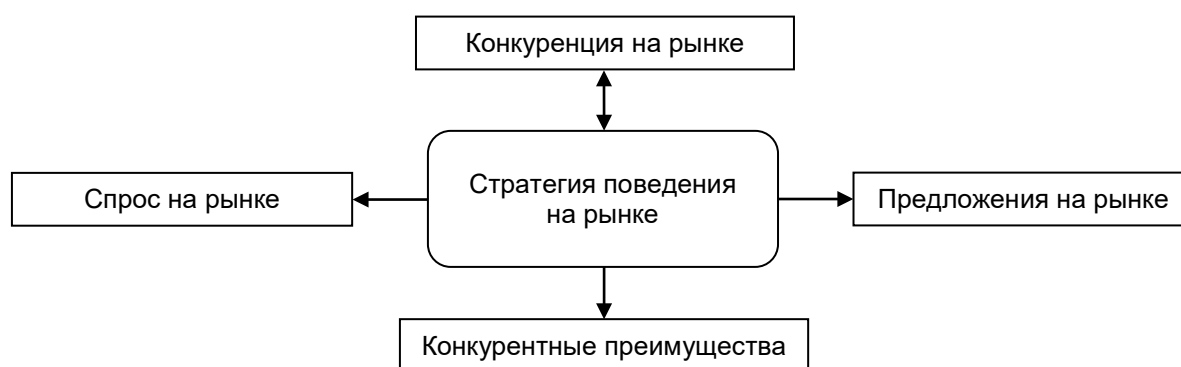 Конкуренция на рынке
Спрос на рынке
Стратегия поведения
на рынке
Предложения на рынке
Конкурентные преимущества